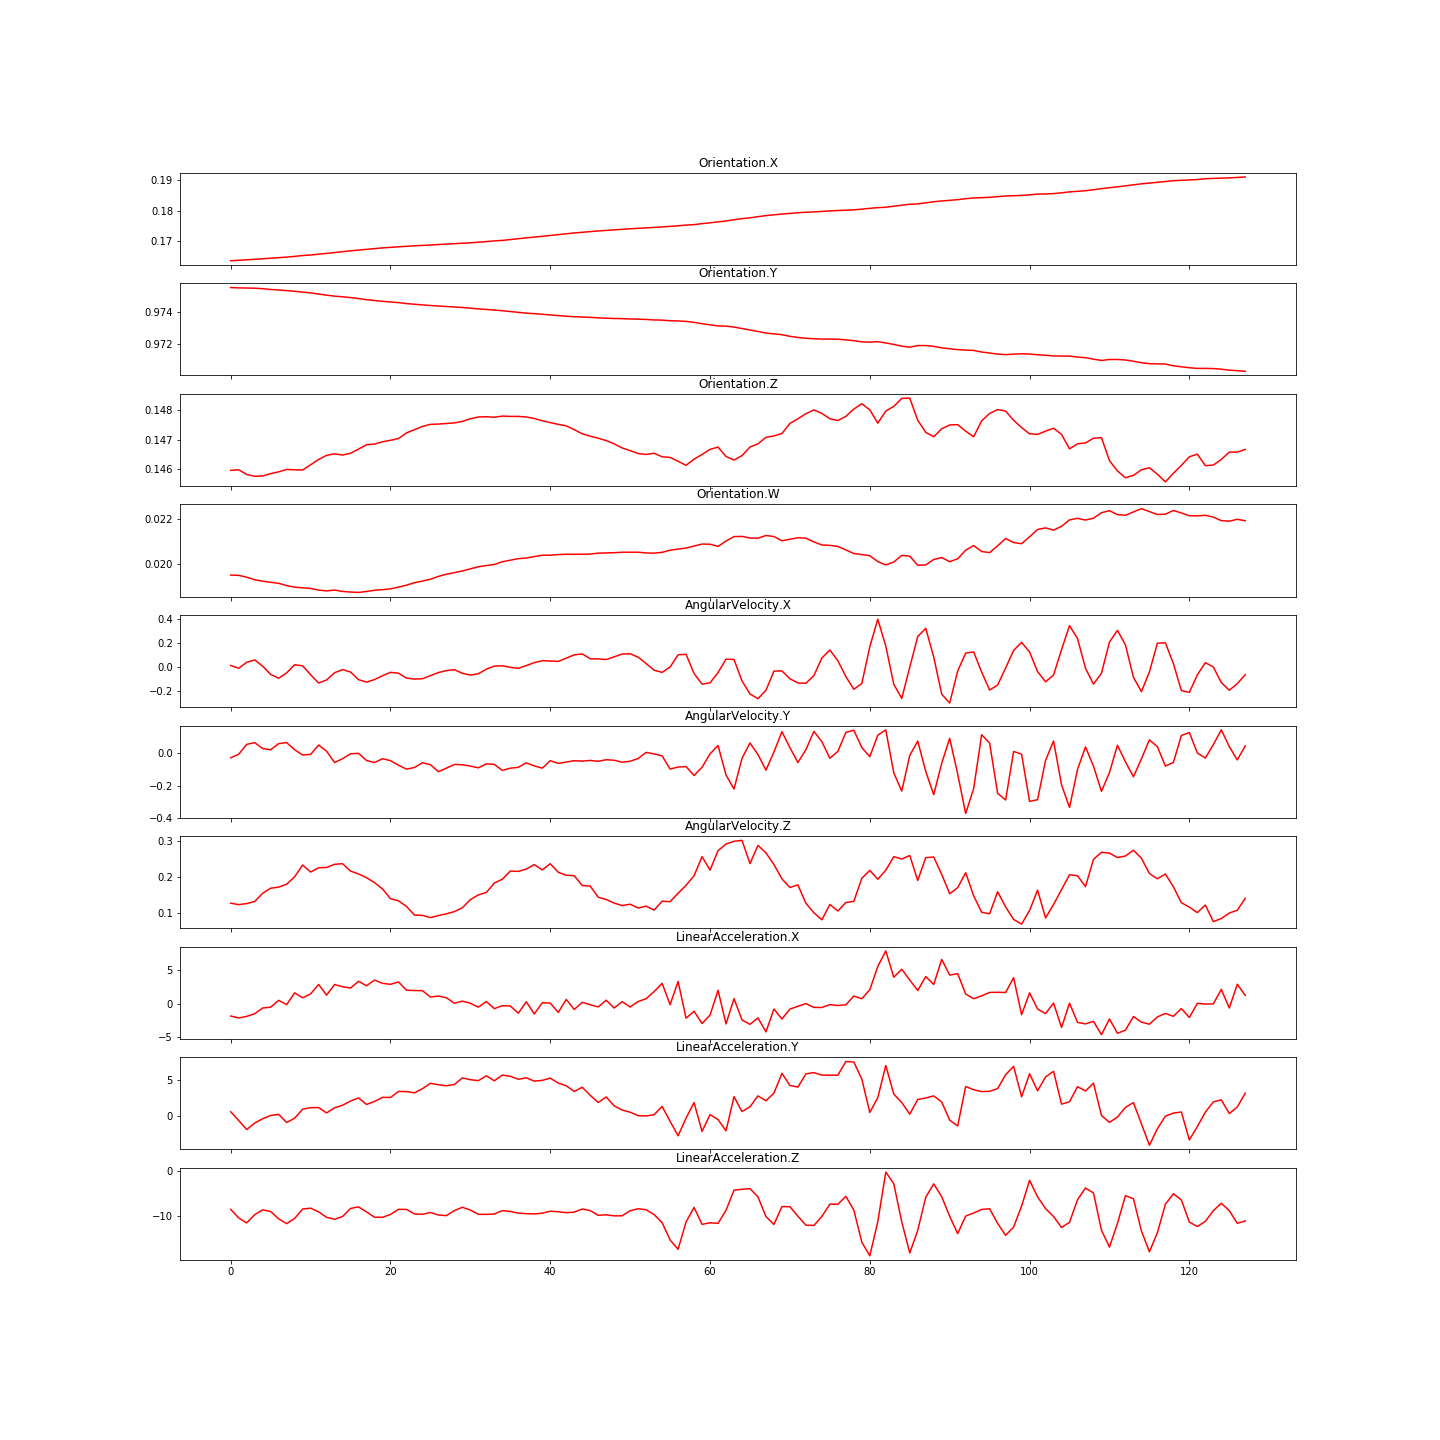 Orientation.X
0.19
0.18
0.17
Orientation.Y
0.974
0.972
Orientation.Z
0.148
0.147
0.146
Orientation.W
0.022
0.020
AngularVelocity.X
0.4
0.2
0.0
−0.2
AngularVelocity.Y
0.0
−0.2
−0.4
AngularVelocity.Z
0.3
0.2
0.1
LinearAcceleration.X
5
0
−5
LinearAcceleration.Y
5
0
LinearAcceleration.Z
0
−10
0 20 40 60 80 100 120